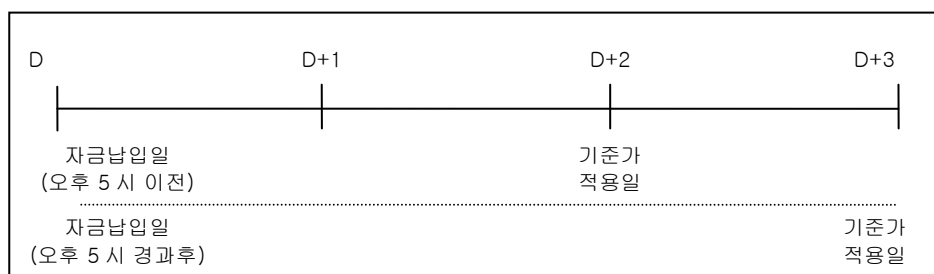 D D+1 D+2 D+3
자금납입일 기준가
(오후 5 시 이전) 적용일
자금납입일 기준가
(오후 5 시 경과후) 적용일